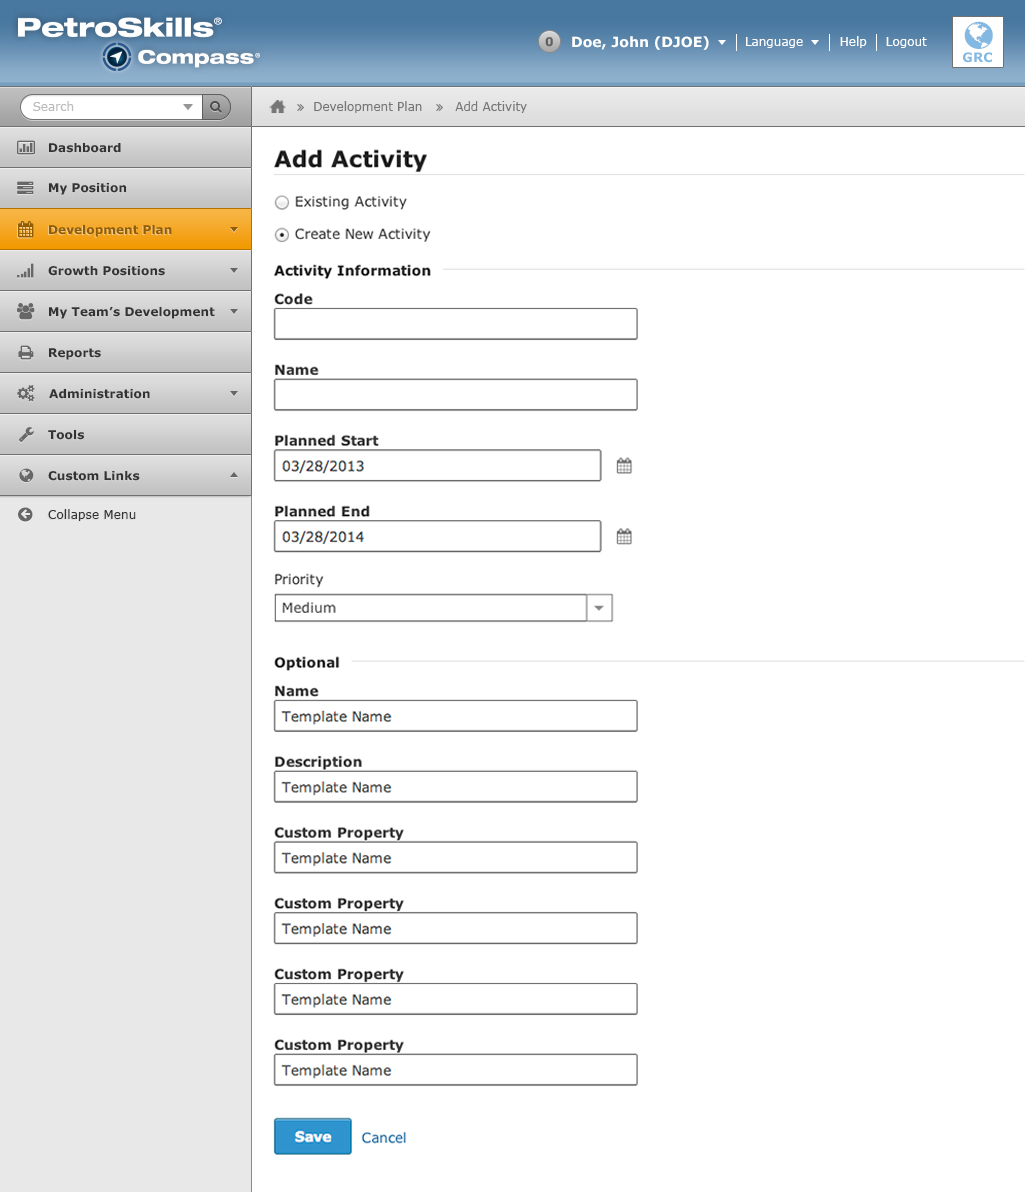 PetroSkills®
Compass®
0 Doe, John (DJOE) Language Help Logout
GRC
Search
» Development Plan » Add Activity
Dashboard
My Position
Development Plan
Growth Positions
My Team's Development
Reports
Administration
Tools
Custom Links
Collapse Menu
Add Activity
Existing Activity
Create New Activity
Activity Information
Code
Name
Planned Start
03/28/2013
Planned End
03/28/2014
Priority
Medium
Optional
Name
Template Name
Description
Template Name
Custom Property
Template Name
Custom Property
Template Name
Custom Property
Template Name
Custom Property
Template Name
Save Cancel